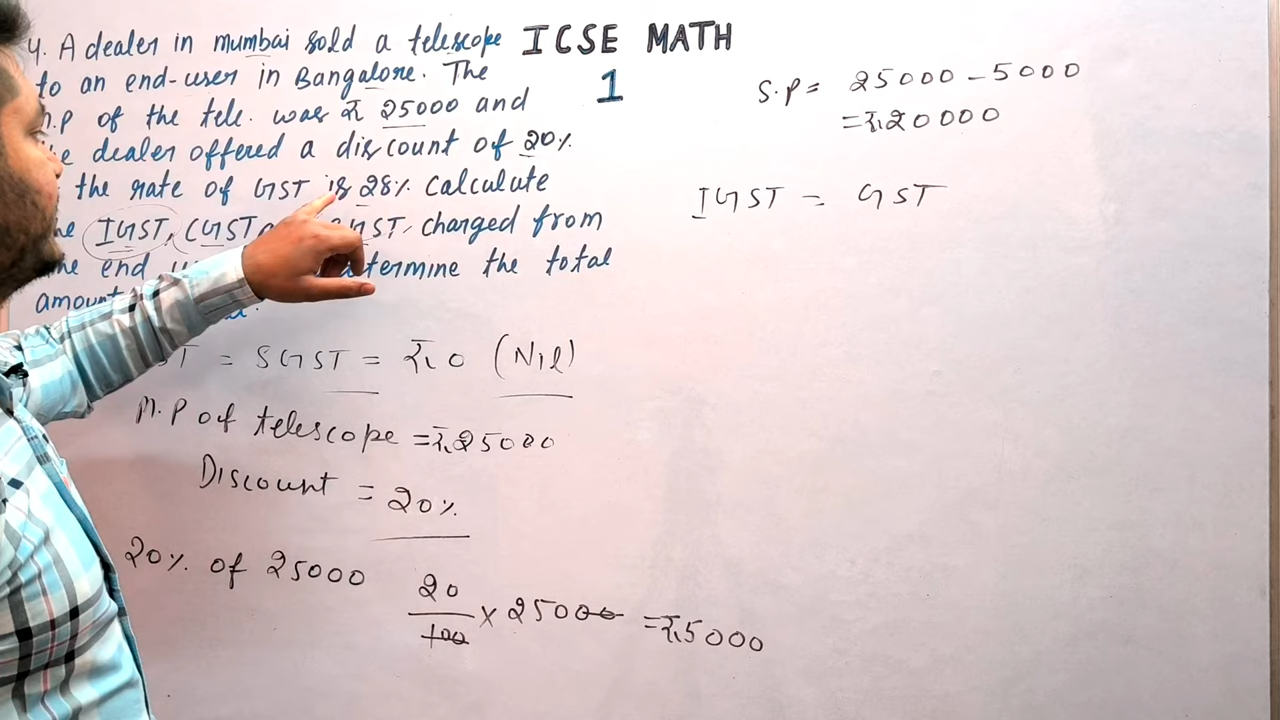 4. A dealer in mumbai sold a telescope
to an end-user in Bangalore. The
M.P of the tele. was ₹ 25000 and
dealer offered a discount of 20%.
the rate of GST is 28% calculate
IGST, CGST GST, charged from
end determine the total
amount
ICSE MATH
1
= SGST = ₹ 0 (Nil)
M.P of telescope = ₹.25000
Discount = 20%
20% of 25000 20/100 × 25000 = ₹.5000
S.P = 25000 - 5000
= ₹.20000
IGST = GST